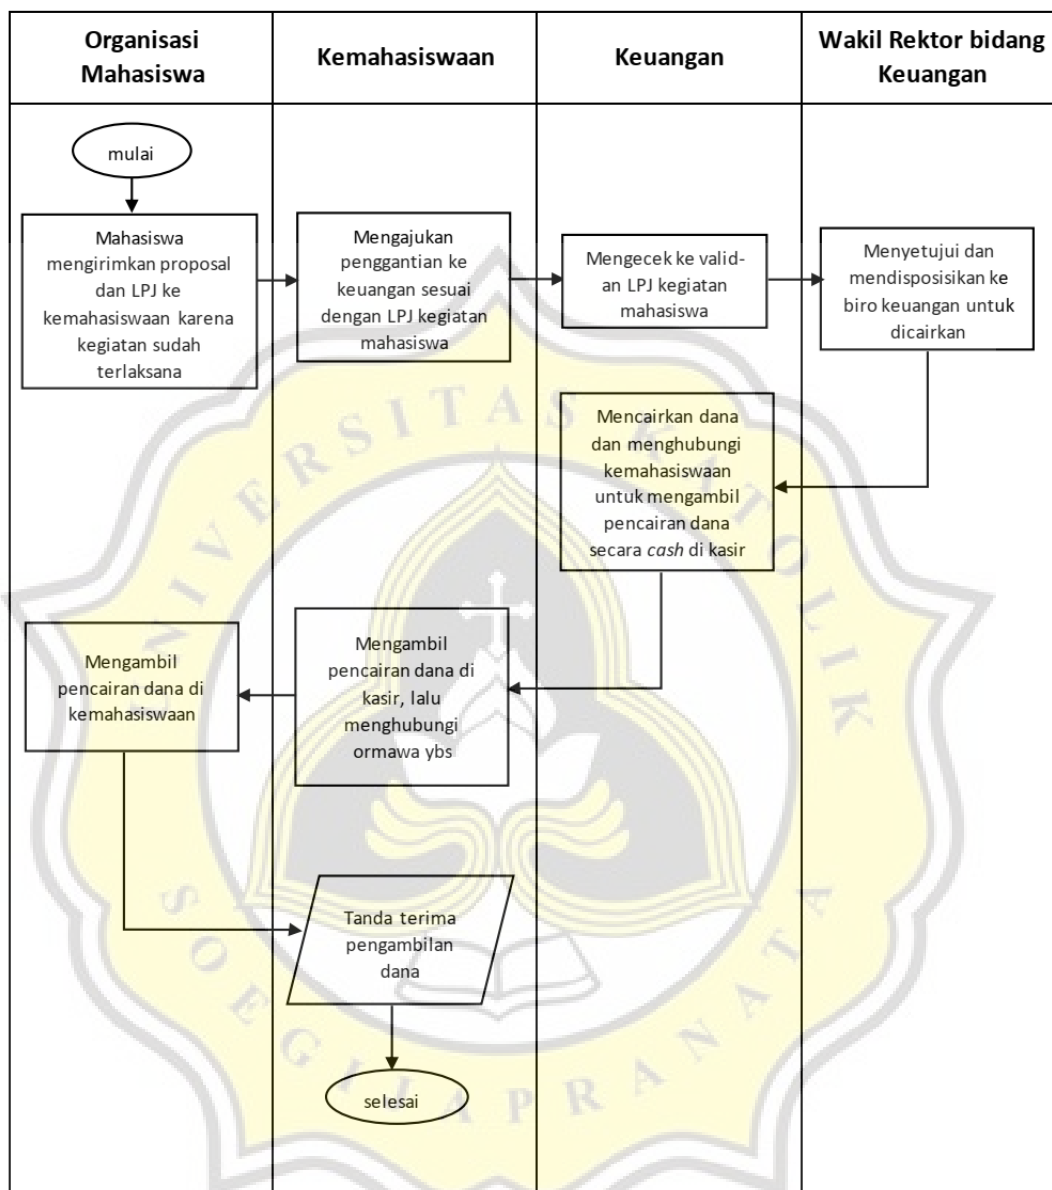 Organisasi
Mahasiswa
Kemahasiswaan
Keuangan
Wakil Rektor bidang
Keuangan
mulai
Mahasiswa
mengirimkan proposal
dan LPJ ke
kemahasiswaan karena
kegiatan sudah
terlaksana
Mengajukan
penggantian ke
keuangan sesuai
dengan LPJ kegiatan
mahasiswa
Mengecek ke valid-
an LPJ kegiatan
mahasiswa
Menyetujui dan
mendisposisikan ke
biro keuangan untuk
dicairkan
Mencairkan dana
dan menghubungi
kemahasiswaan
untuk mengambil
pencairan dana
secara cash di kasir
Mengambil
pencairan dana di
kasir, lalu
menghubungi
ormawa ybs
Mengambil
pencairan dana di
kemahasiswaan
Tanda terima
pengambilan
dana
selesai
UNIVERSITAS KATOLIK
SOEGIJAPRANATA